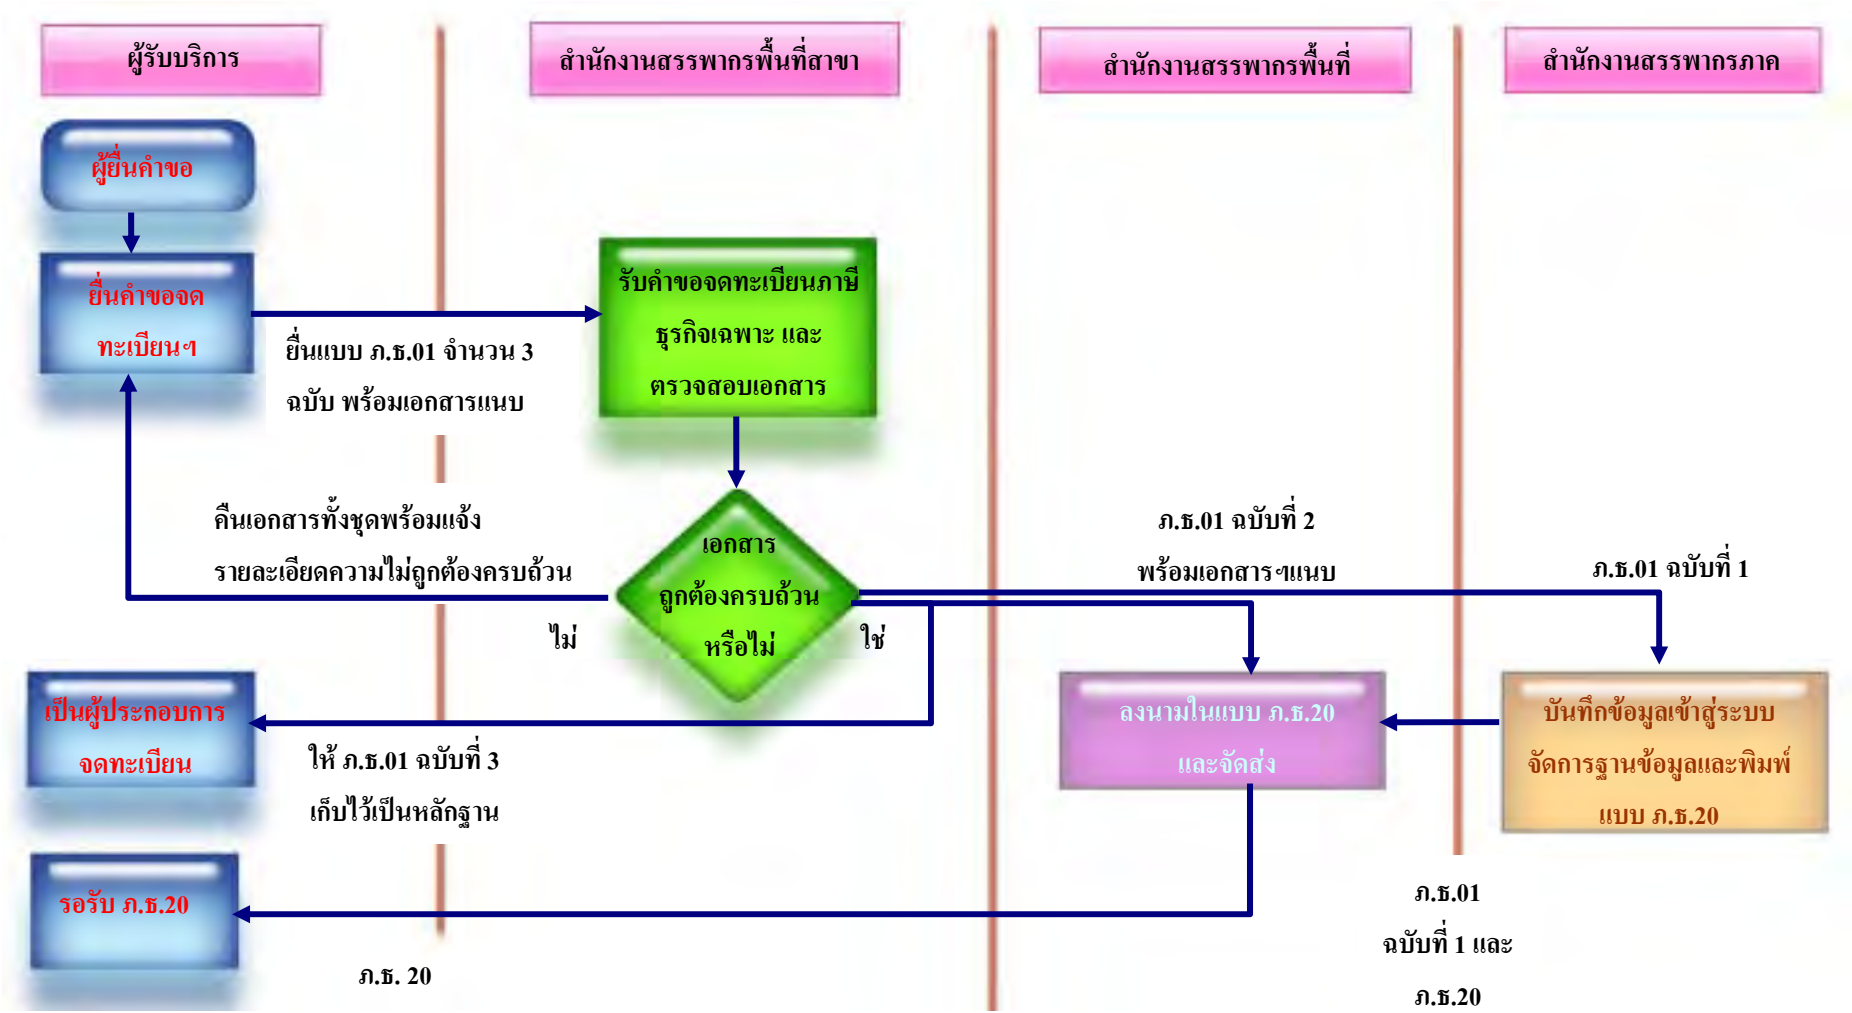 ผู้รับบริการ
สำนักงานสรรพากรพื้นที่สาขา
สำนักงานสรรพากรพื้นที่
สำนักงานสรรพากรภาค
ผู้ยื่นคำขอ
ยื่นคำขอจด
ทะเบียนฯ
ยื่นแบบ ภ.ธ.01 จำนวน 3
ฉบับ พร้อมเอกสารแนบ
รับคำขอจดทะเบียนภาษี
ธุรกิจเฉพาะ และ
ตรวจสอบเอกสาร
คืนเอกสารทั้งชุดพร้อมแจ้ง
รายละเอียดความไม่ถูกต้องครบถ้วน
เอกสาร
ถูกต้องครบถ้วน
หรือไม่
ไม่
ใช่
ภ.ธ.01 ฉบับที่ 2
พร้อมเอกสารฯแนบ
ภ.ธ.01 ฉบับที่ 1
เป็นผู้ประกอบการ
จดทะเบียน
ให้ ภ.ธ.01 ฉบับที่ 3
เก็บไว้เป็นหลักฐาน
ลงนามในแบบ ภ.ธ.20
และจัดส่ง
บันทึกข้อมูลเข้าสู่ระบบ
จัดการฐานข้อมูลและพิมพ์
แบบ ภ.ธ.20
รอรับ ภ.ธ.20
ภ.ธ. 20
ภ.ธ.01
ฉบับที่ 1 และ
ภ.ธ.20